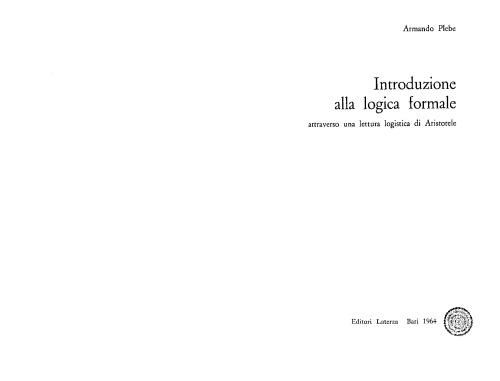 Armando Plebe
Introduzione
alla logica formale
attraverso una lettura logistica di Aristotele
Editori Laterza Bari 1964